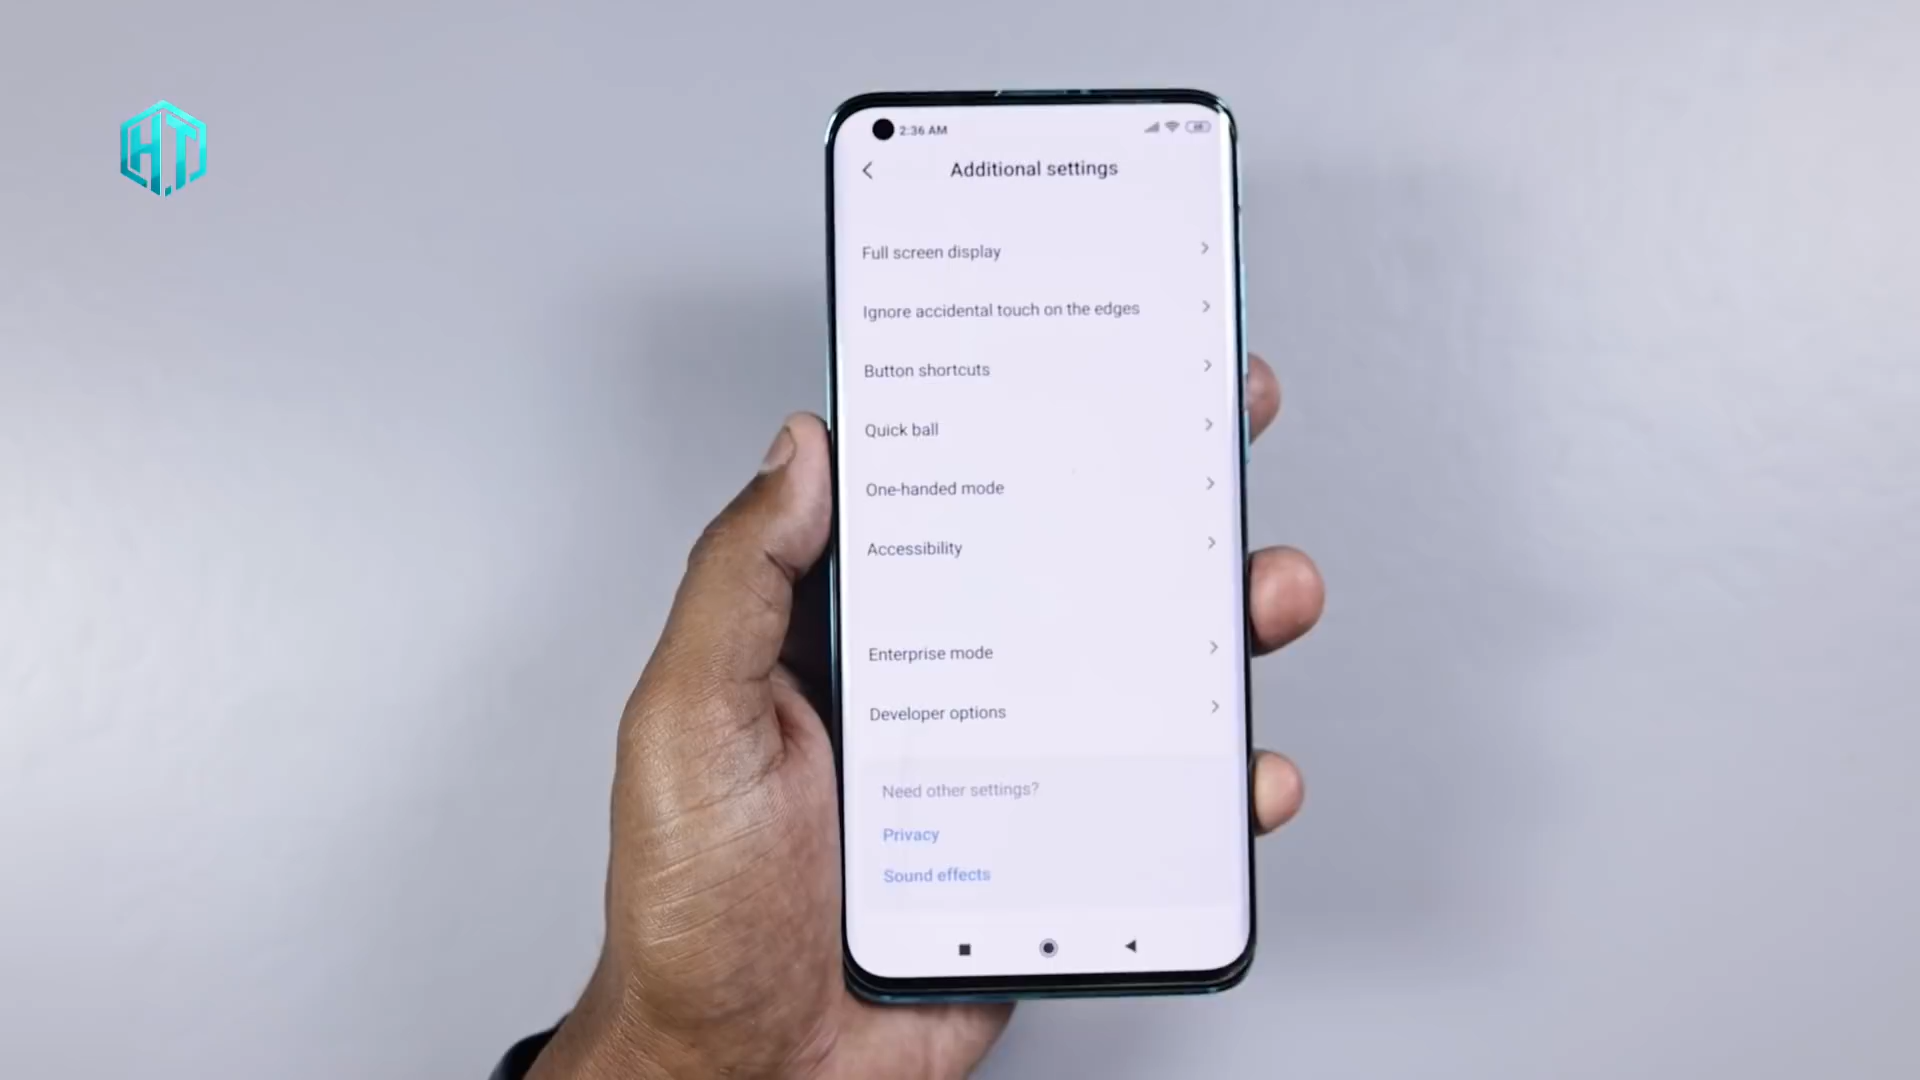 H.T
2:36 AM
Additional settings
Full screen display
Ignore accidental touch on the edges
Button shortcuts
Quick ball
One-handed mode
Accessibility
Enterprise mode
Developer options
Need other settings?
Privacy
Sound effects